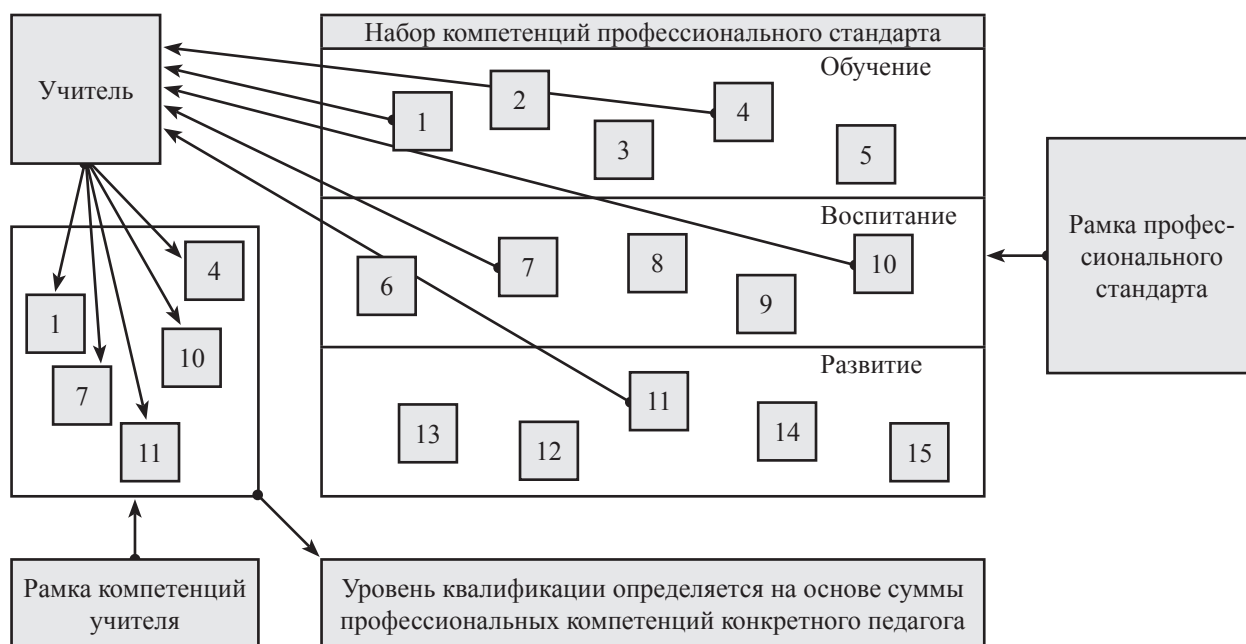 Учитель
Набор компетенций профессионального стандарта
Обучение
1
2
3
4
5
Воспитание
6
7
8
9
10
Развитие
11
13
12
14
15
Рамка профес-
сионального
стандарта
4
1
10
7
11
Рамка компетенций
учителя
Уровень квалификации определяется на основе суммы
профессиональных компетенций конкретного педагога